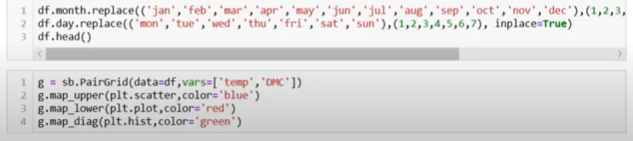 1 df.month.replace(('jan','feb','mar','apr','may','jun','jul','aug','sep','oct','nov','dec'),(1,2,3,
2 df.day.replace(('mon','tue','wed','thu','fri','sat','sun'),(1,2,3,4,5,6,7), inplace=True)
3 df.head()
1 g = sb.PairGrid(data=df,vars=['temp','DMC'])
2 g.map_upper(plt.scatter,color='blue')
3 g.map_lower(plt.plot,color='red')
4 g.map_diag(plt.hist,color='green')